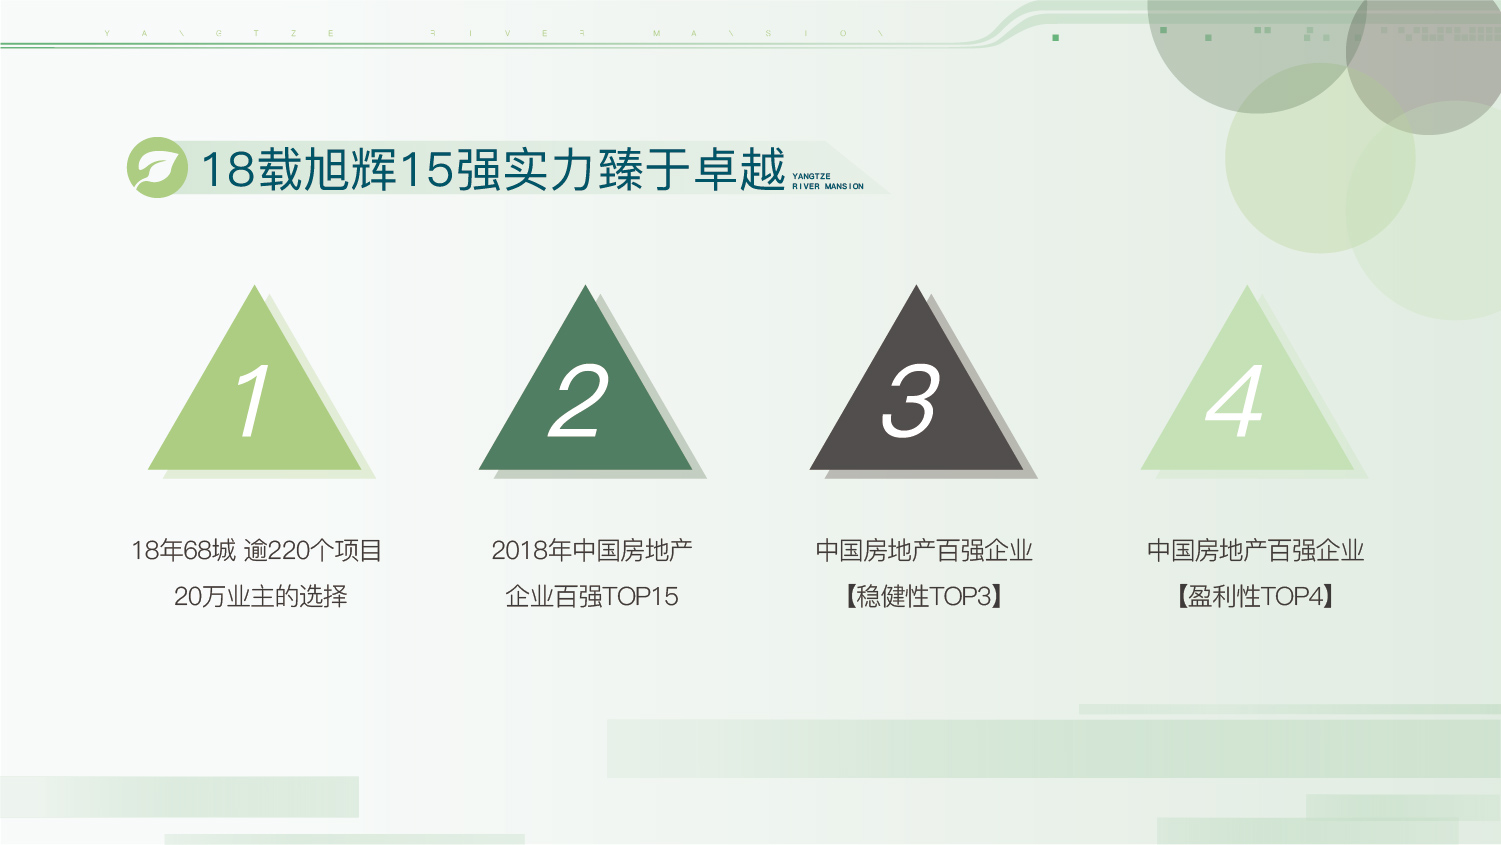 YANGTZE RIVER MANSION
18载旭辉15强实力臻于卓越
YANGTZE
RIVER MANSION
1
2
3
4
18年68城 逾220个项目
20万业主的选择
2018年中国房地产
企业百强TOP15
中国房地产百强企业
【稳健性TOP3】
中国房地产百强企业
【盈利性TOP4】